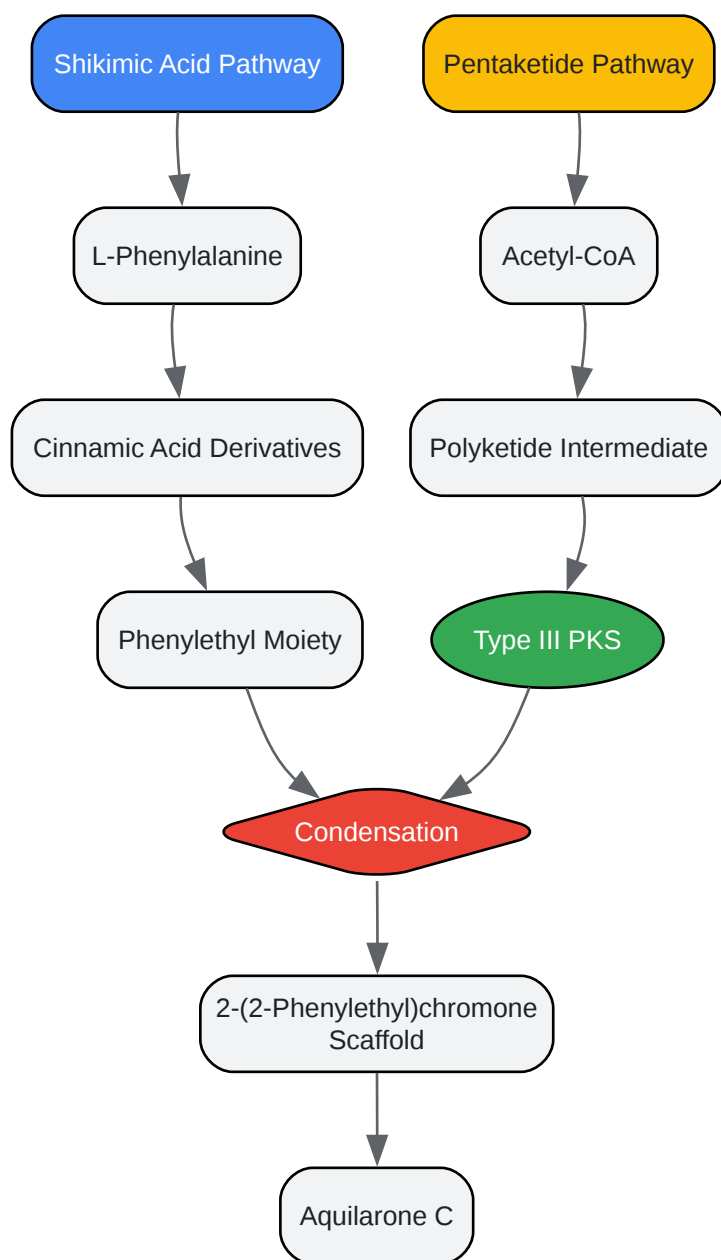 Shikimic Acid Pathway
Pentaketide Pathway
L-Phenylalanine
Acetyl-CoA
Cinnamic Acid Derivatives
Polyketide Intermediate
Phenylethyl Moiety
Type III PKS
Condensation
2-(2-Phenylethyl)chromone
Scaffold
Aquilarone C